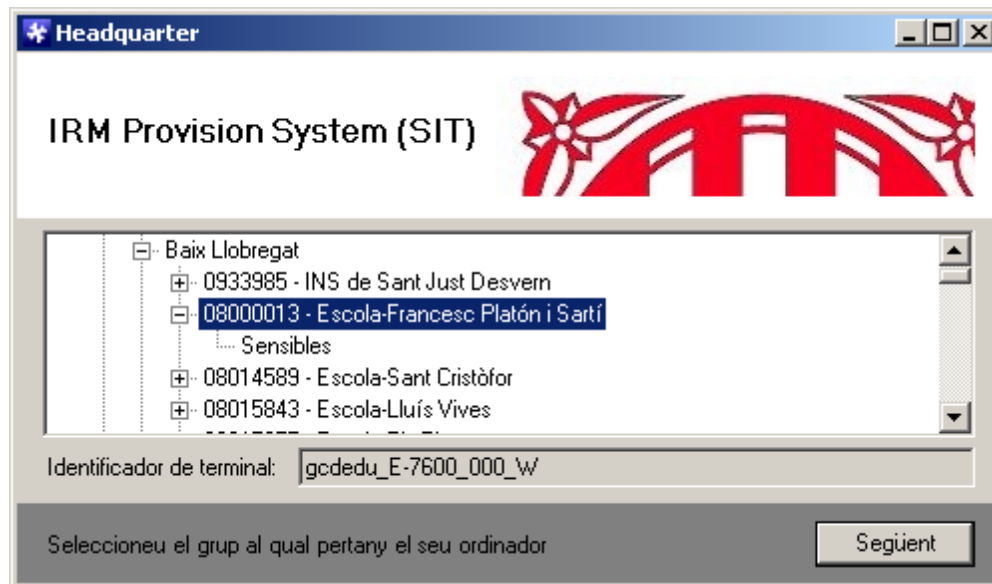 Headquarter
IRM Provision System (SIT)
Baix Llobregat
0933985 - INS de Sant Just Desvern
08000013 - Escola-Francesc Platón i Sartí
Sensibles
08014589 - Escola-Sant Cristòfor
08015843 - Escola-Lluís Vives
Identificador de terminal: gcdedu_E-7600_000_W
Seleccioneu el grup al qual pertany el seu ordinador
Següent